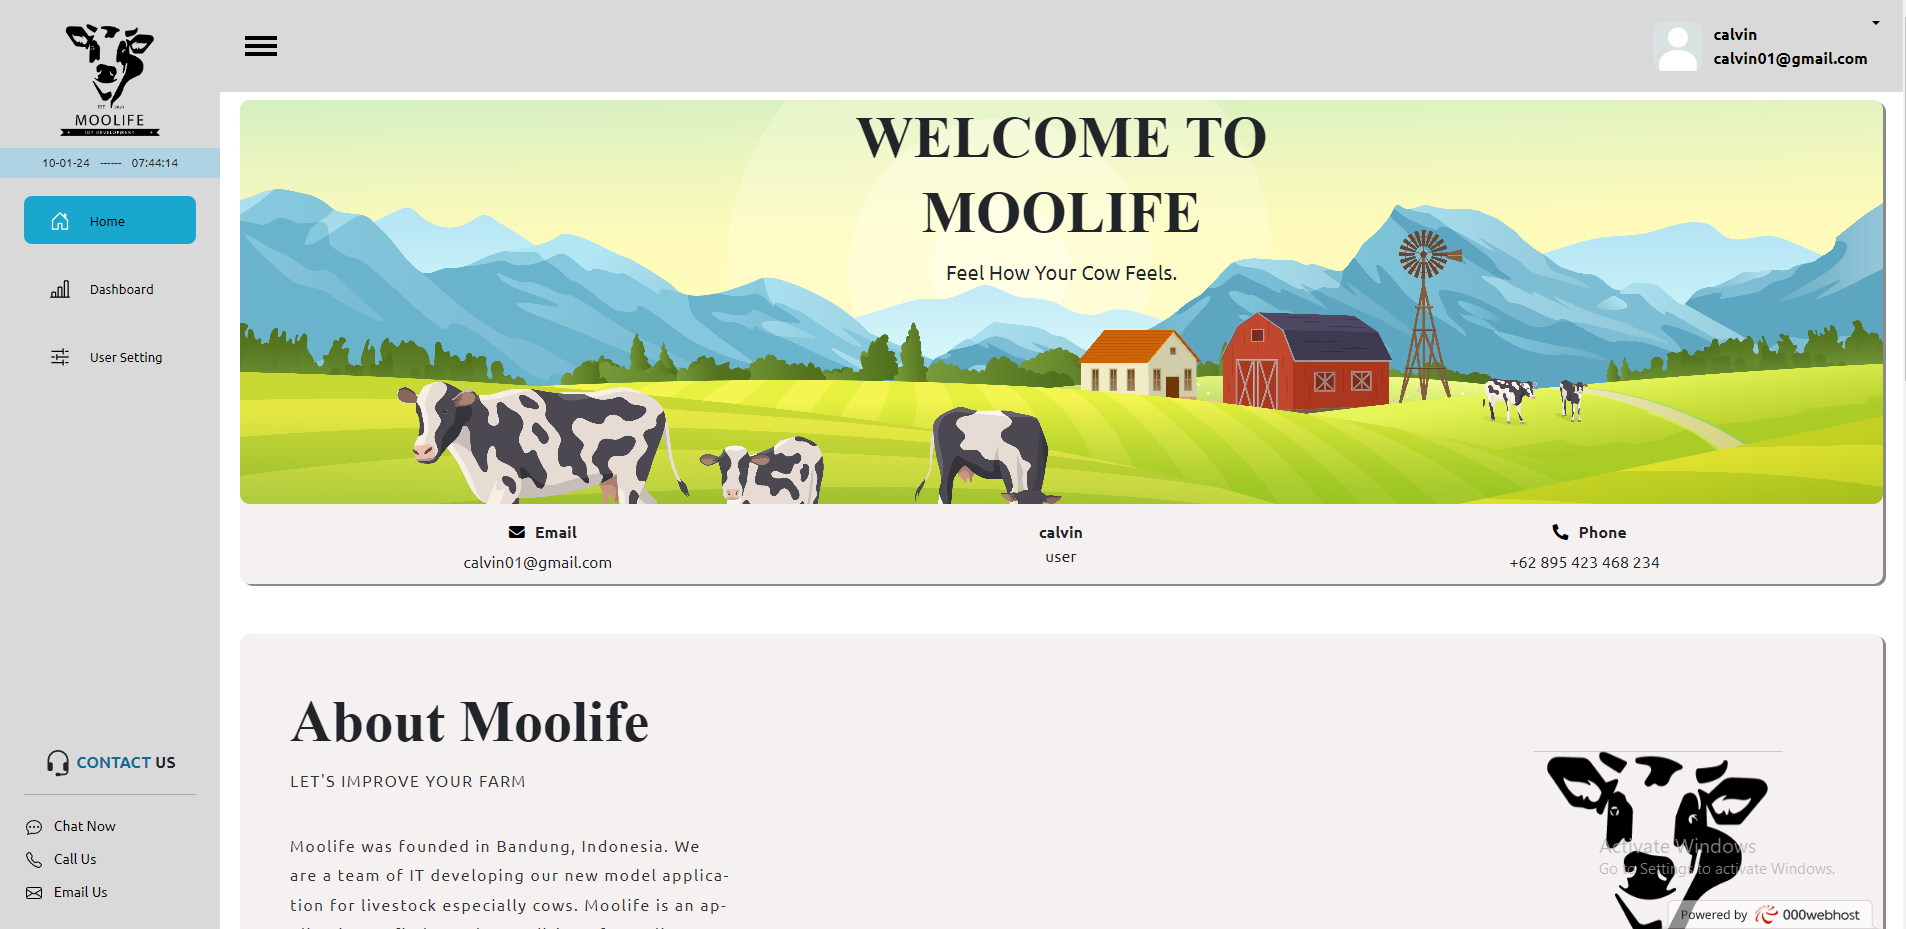 MOOLIFE
IOT DEVELOPMENT
10-01-24 ------ 07:44:14
Home
Dashboard
User Setting
CONTACT US
Chat Now
Call Us
Email Us
calvin
calvin01@gmail.com
WELCOME TO
MOOLIFE
Feel How Your Cow Feels.
Email
calvin01@gmail.com
calvin
user
Phone
+62 895 423 468 234
About Moolife
LET'S IMPROVE YOUR FARM
Moolife was founded in Bandung, Indonesia. We
are a team of IT developing our new model applica-
tion for livestock especially cows. Moolife is an ap-
Activate Windows
Go to Settings to activate Windows.
Powered by 000webhost